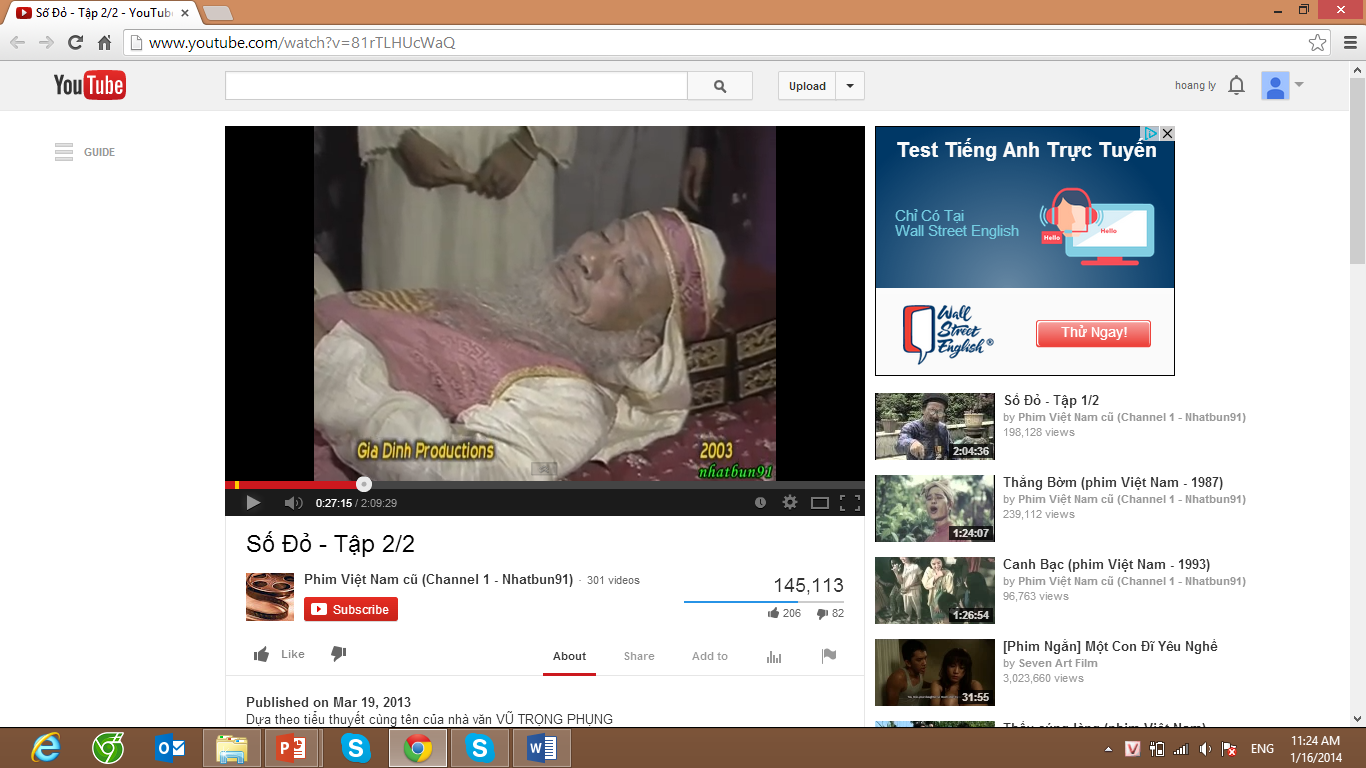 Số Đỏ - Tập 2/2 - YouTub
www.youtube.com/watch?v=81rTLHUcWaQ
YouTube
Upload
hoang ly
GUIDE
Gia Dinh Productions
2003
nhatbun91
0:27:15 / 2:09:29
Số Đỏ - Tập 2/2
Phim Việt Nam cũ (Channel 1 - Nhatbun91) · 301 videos
Subscribe
145,113
206 82
Like
About Share Add to
Published on Mar 19, 2013
Dựa theo tiểu thuyết cùng tên của nhà văn VŨ TRỌNG PHỤNG
Test Tiếng Anh Trực Tuyến
Chỉ Có Tại
Wall Street English
Hello
Hello
Wall
Street
English®
Thử Ngay!
Số Đỏ - Tập 1/2
by Phim Việt Nam cũ (Channel 1 - Nhatbun91)
198,128 views
2:04:36
Thằng Bờm (phim Việt Nam - 1987)
by Phim Việt Nam cũ (Channel 1 - Nhatbun91)
239,112 views
1:24:07
Canh Bạc (phim Việt Nam - 1993)
by Phim Việt Nam cũ (Channel 1 - Nhatbun91)
96,763 views
1:26:54
[Phim Ngắn] Một Con Đĩ Yêu Nghề
by Seven Art Film
3,023,660 views
31:55
ENG
11:24 AM
1/16/2014